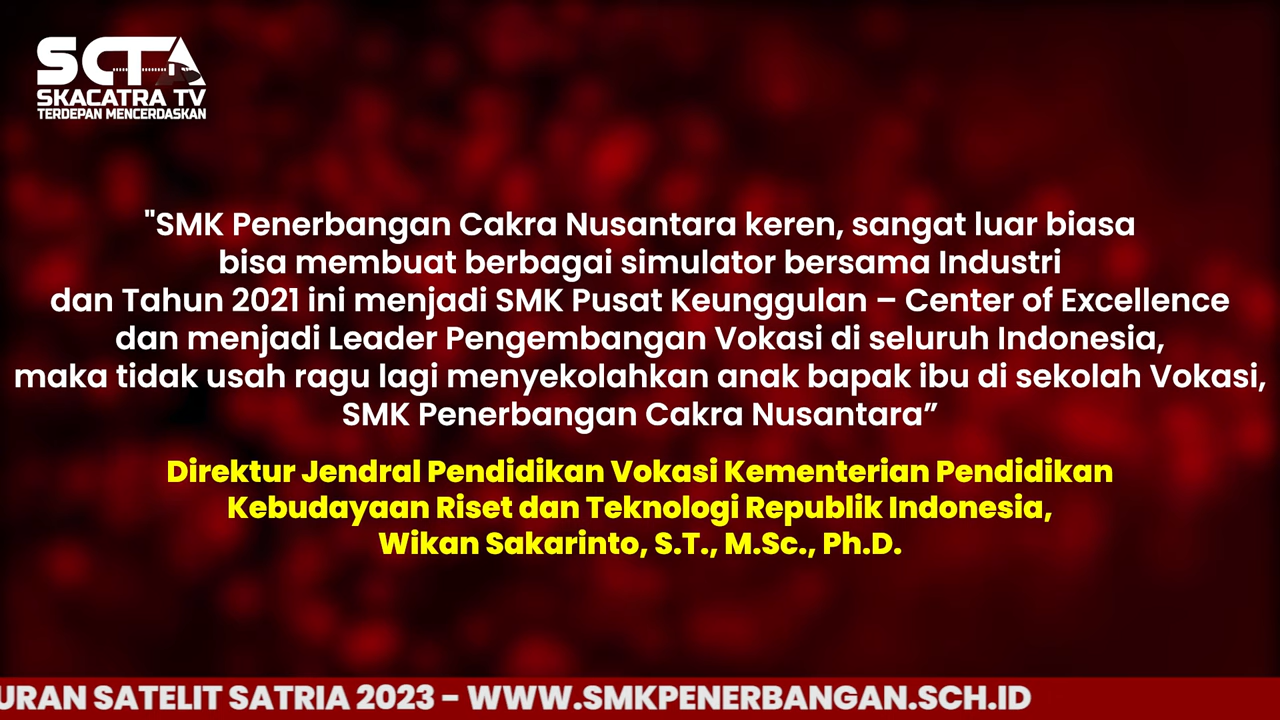 SCTA
SKACATRA TV
TERDEPAN MENCERDASKAN
"SMK Penerbangan Cakra Nusantara keren, sangat luar biasa
bisa membuat berbagai simulator bersama Industri
dan Tahun 2021 ini menjadi SMK Pusat Keunggulan – Center of Excellence
dan menjadi Leader Pengembangan Vokasi di seluruh Indonesia,
maka tidak usah ragu lagi menyekolahkan anak bapak ibu di sekolah Vokasi,
SMK Penerbangan Cakra Nusantara”
Direktur Jendral Pendidikan Vokasi Kementerian Pendidikan
Kebudayaan Riset dan Teknologi Republik Indonesia,
Wikan Sakarinto, S.T., M.Sc., Ph.D.
URAN SATELIT SATRIA 2023 - WWW.SMKPENERBANGAN.SCH.ID